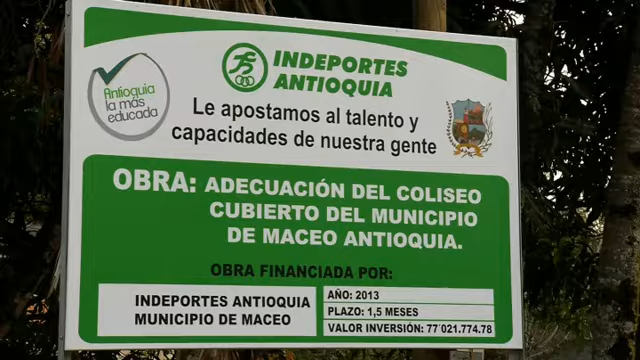 Antioquia
la más
educada
INDEPORTES
ANTIOQUIA
Le apostamos al talento y
capacidades de nuestra gente
OBRA: ADECUACIÓN DEL COLISEO
CUBIERTO DEL MUNICIPIO
DE MACEO ANTIOQUIA.
OBRA FINANCIADA POR:
INDEPORTES ANTIOQUIA
MUNICIPIO DE MACEO
AÑO: 2013
PLAZO: 1,5 MESES
VALOR INVERSIÓN: 77´021.774.78